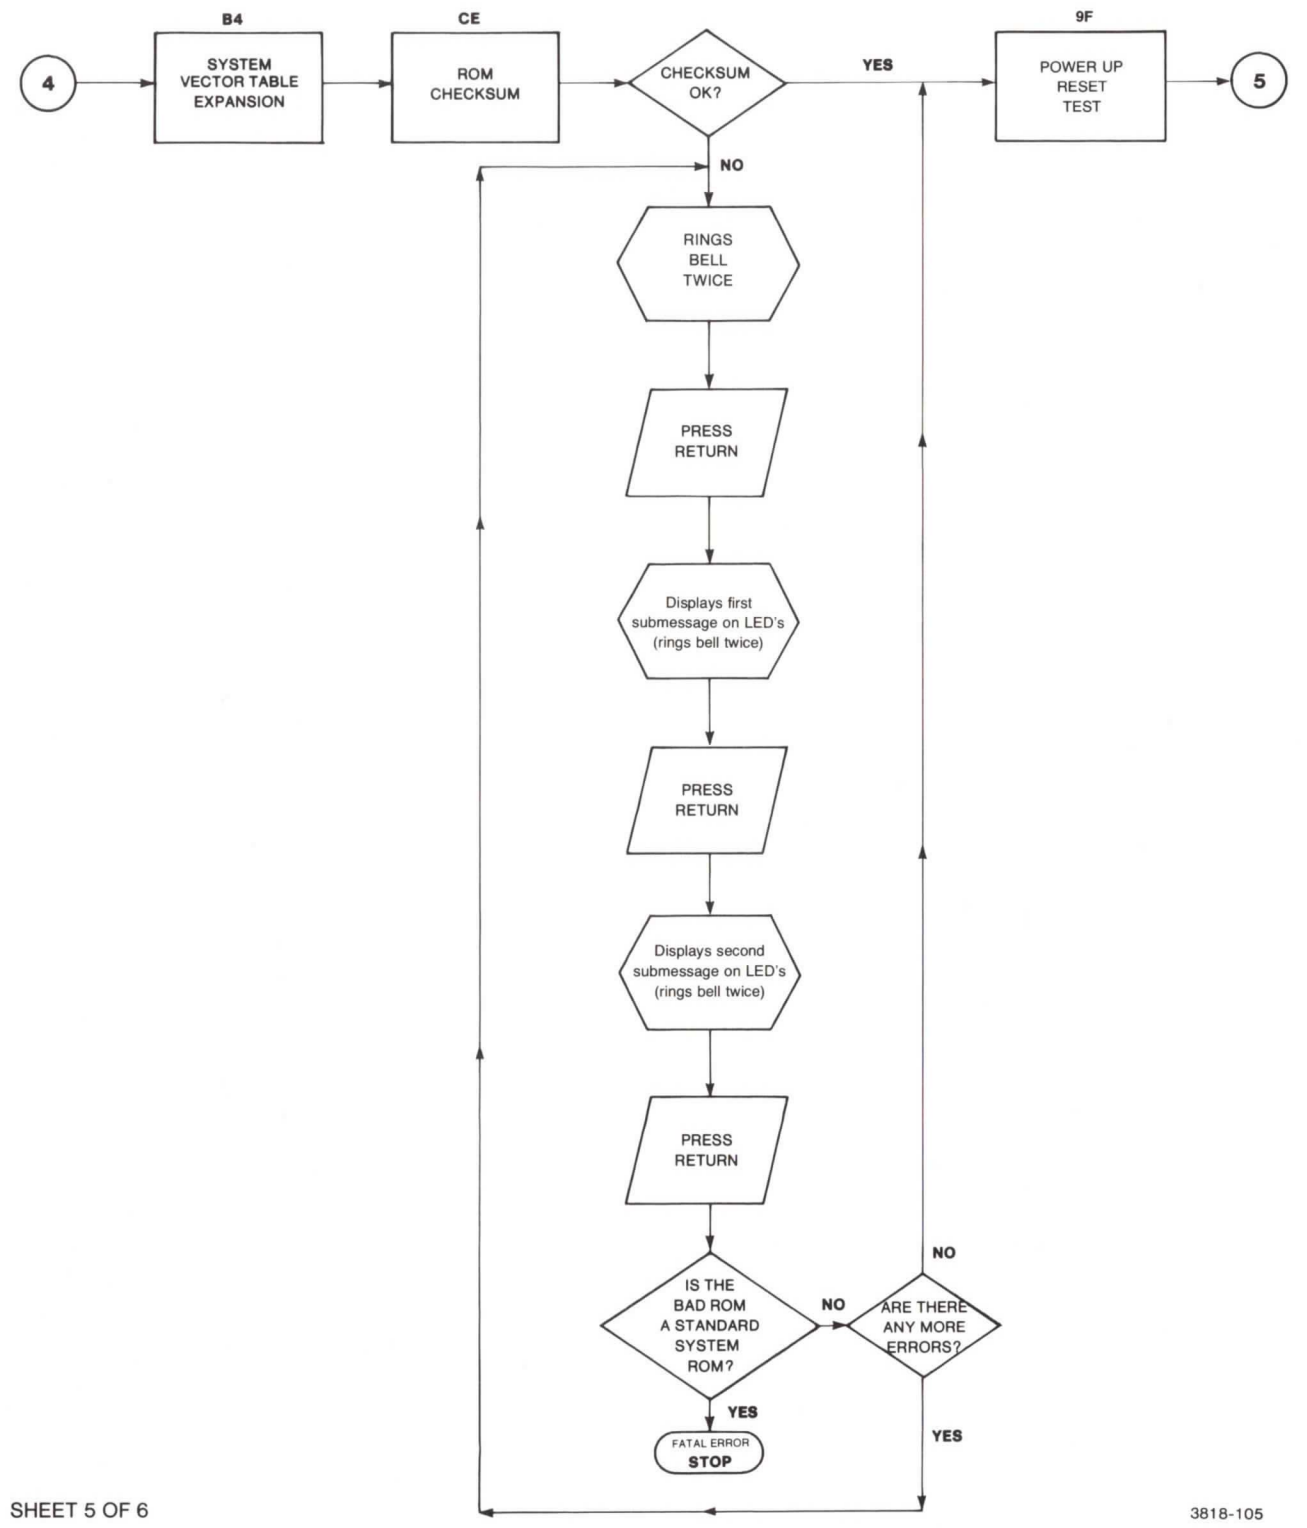 B4
CE
9F
4
SYSTEM
VECTOR TABLE
EXPANSION
ROM
CHECKSUM
CHECKSUM
OK?
YES
POWER UP
RESET
TEST
5
NO
RINGS
BELL
TWICE
PRESS
RETURN
Displays first
submessage on LED's
(rings bell twice)
PRESS
RETURN
Displays second
submessage on LED's
(rings bell twice)
PRESS
RETURN
IS THE
BAD ROM
A STANDARD
SYSTEM
ROM?
NO
ARE THERE
ANY MORE
ERRORS?
NO
YES
YES
FATAL ERROR
STOP
SHEET 5 OF 6
3818-105